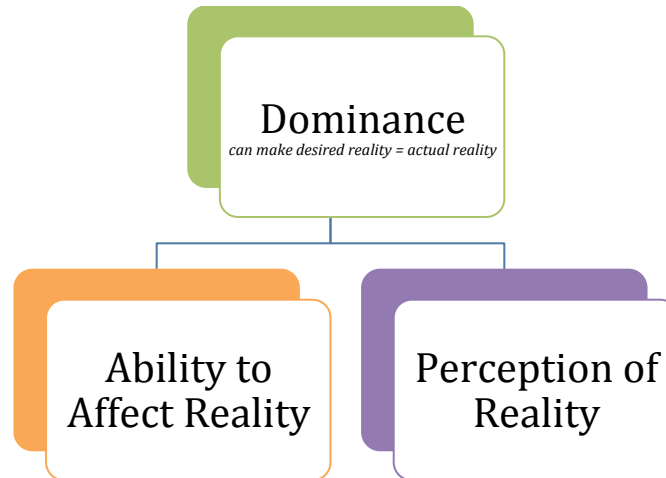 Dominance
can make desired reality = actual reality
Ability to
Affect Reality
Perception of
Reality